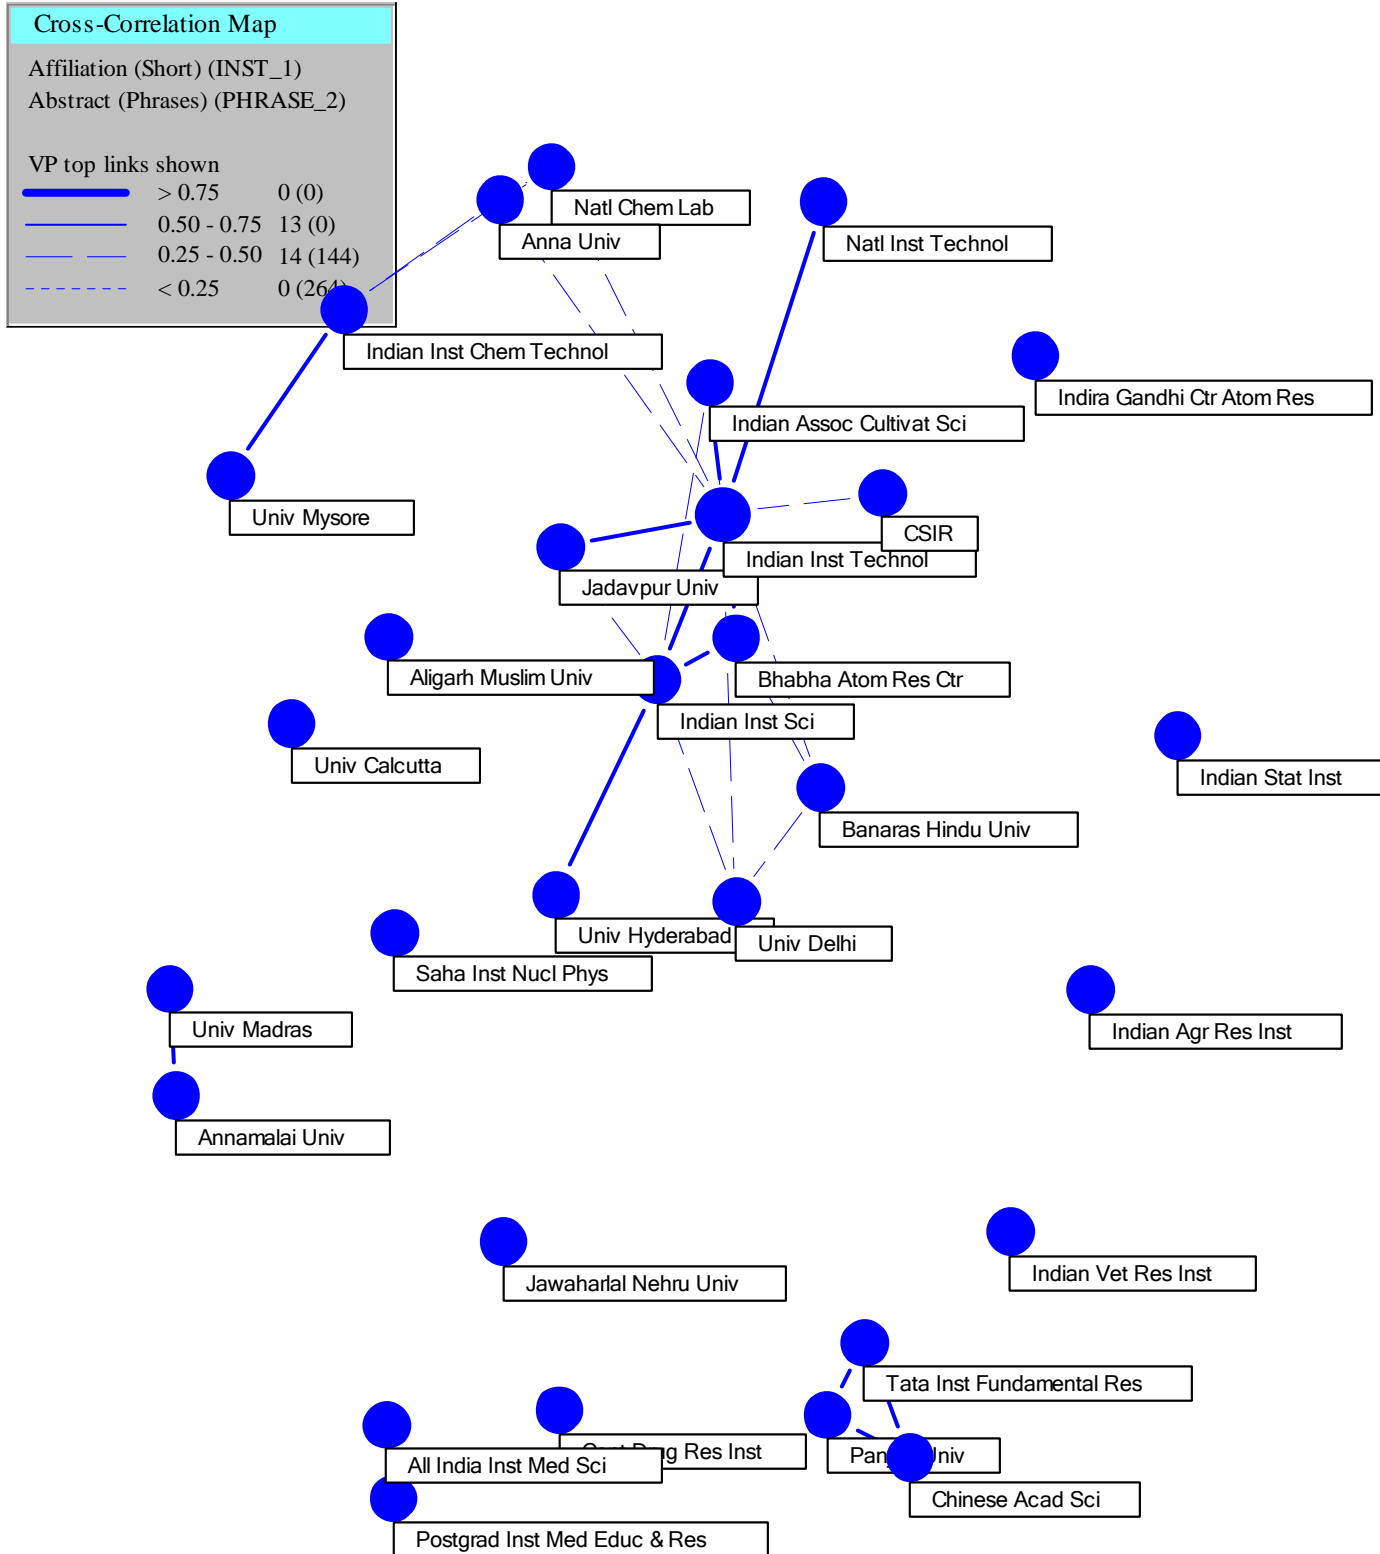 Cross-Correlation Map
Affiliation (Short) (INST_1)
Abstract (Phrases) (PHRASE_2)
VP top links shown
> 0.75 0 (0)
0.50 - 0.75 13 (0)
0.25 - 0.50 14 (144)
< 0.25 0 (264)
Natl Chem Lab
Anna Univ
Natl Inst Technol
Indian Inst Chem Technol
Indira Gandhi Ctr Atom Res
Indian Assoc Cultivat Sci
Univ Mysore
CSIR
Indian Inst Technol
Jadavpur Univ
Aligarh Muslim Univ
Bhabha Atom Res Ctr
Indian Inst Sci
Univ Calcutta
Indian Stat Inst
Banaras Hindu Univ
Univ Hyderabad
Univ Delhi
Saha Inst Nucl Phys
Univ Madras
Indian Agr Res Inst
Annamalai Univ
Jawaharlal Nehru Univ
Indian Vet Res Inst
Tata Inst Fundamental Res
Drug Res Inst
Panjab Univ
All India Inst Med Sci
Chinese Acad Sci
Postgrad Inst Med Educ & Res